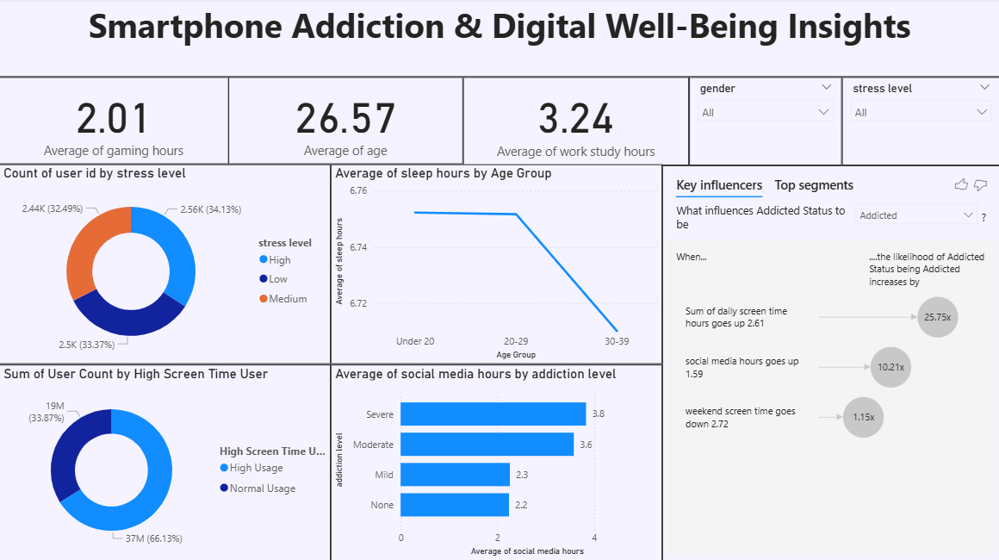 Smartphone Addiction & Digital Well-Being Insights
2.01
Average of gaming hours
26.57
Average of age
3.24
Average of work study hours
gender
All
stress level
All
Count of user id by stress level
2.44K (32.49%)
2.56K (34.13%)
2.5K (33.37%)
stress level
High
Low
Medium
Average of sleep hours by Age Group
6.76
6.74
6.72
Average of sleep hours
Under 20
20-29
30-39
Age Group
Key influencers
Top segments
What influences Addicted Status to
be
Addicted
?
When...
....the likelihood of Addicted
Status being Addicted
increases by
Sum of daily screen time
hours goes up 2.61
25.75x
social media hours goes up
1.59
10.21x
weekend screen time goes
down 2.72
1.15x
Sum of User Count by High Screen Time User
19M
(33.87%)
37M (66.13%)
High Screen Time U...
High Usage
Normal Usage
Average of social media hours by addiction level
addiction level
Severe
3.8
Moderate
3.6
Mild
2.3
None
2.2
0
2
4
Average of social media hours